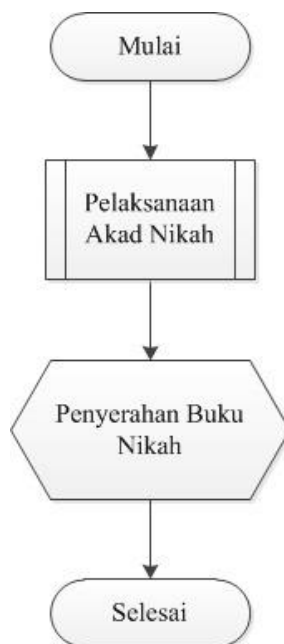 Mulai
Pelaksanaan
Akad Nikah
Penyerahan Buku
Nikah
Selesai